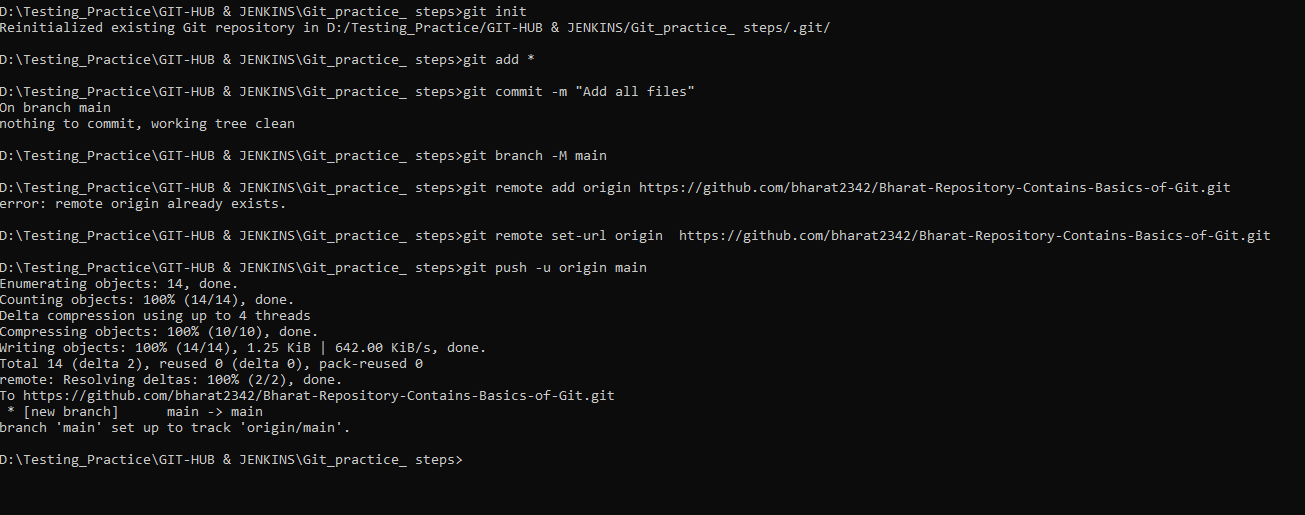 D:\Testing_Practice\GIT-HUB & JENKINS\Git_practice_ steps>git init
Reinitialized existing Git repository in D:/Testing_Practice/GIT-HUB & JENKINS/Git_practice_ steps/.git/
D:\Testing_Practice\GIT-HUB & JENKINS\Git_practice_ steps>git add *
D:\Testing_Practice\GIT-HUB & JENKINS\Git_practice_ steps>git commit -m "Add all files"
On branch main
nothing to commit, working tree clean
D:\Testing_Practice\GIT-HUB & JENKINS\Git_practice_ steps>git branch -M main
D:\Testing_Practice\GIT-HUB & JENKINS\Git_practice_ steps>git remote add origin https://github.com/bharat2342/Bharat-Repository-Contains-Basics-of-Git.git
error: remote origin already exists.
D:\Testing_Practice\GIT-HUB & JENKINS\Git_practice_ steps>git remote set-url origin  https://github.com/bharat2342/Bharat-Repository-Contains-Basics-of-Git.git
D:\Testing_Practice\GIT-HUB & JENKINS\Git_practice_ steps>git push -u origin main
Enumerating objects: 14, done.
Counting objects: 100% (14/14), done.
Delta compression using up to 4 threads
Compressing objects: 100% (10/10), done.
Writing objects: 100% (14/14), 1.25 KiB | 642.00 KiB/s, done.
Total 14 (delta 2), reused 0 (delta 0), pack-reused 0
remote: Resolving deltas: 100% (2/2), done.
To https://github.com/bharat2342/Bharat-Repository-Contains-Basics-of-Git.git
 * [new branch]      main -> main
branch 'main' set up to track 'origin/main'.
D:\Testing_Practice\GIT-HUB & JENKINS\Git_practice_ steps>